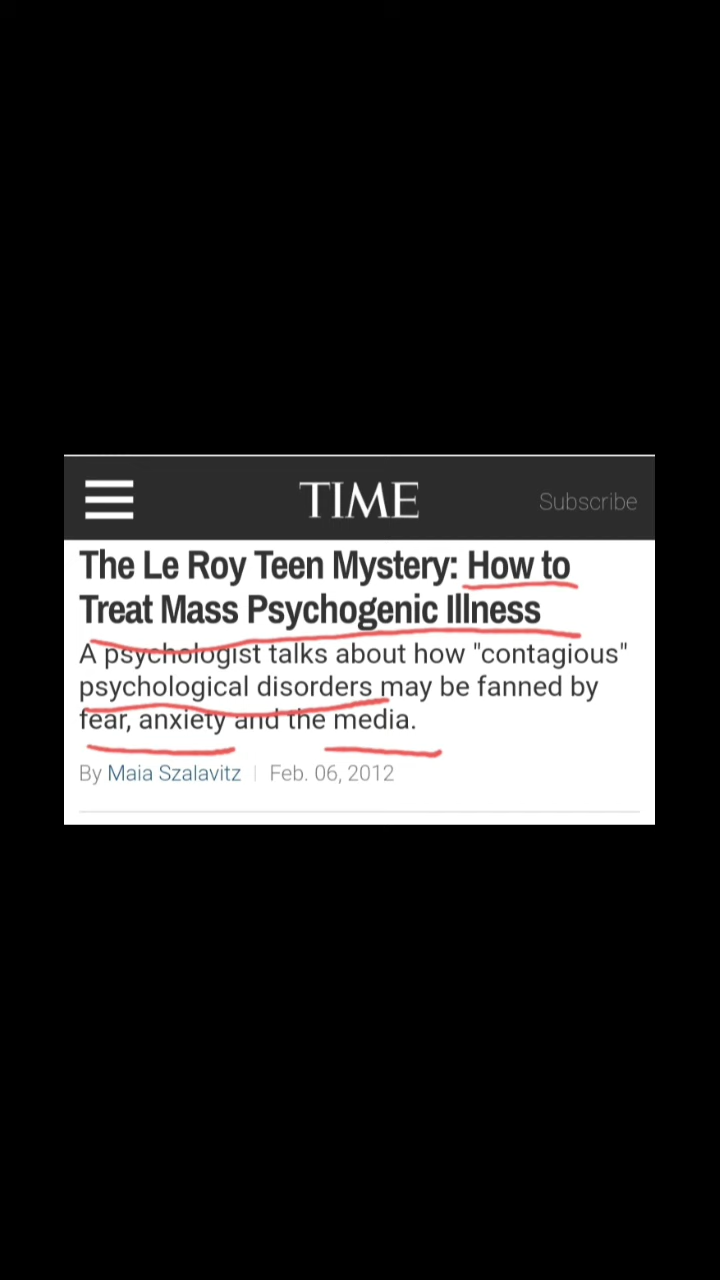 TIME
Subscribe
The Le Roy Teen Mystery: How to
Treat Mass Psychogenic Illness
A psychologist talks about how "contagious"
psychological disorders may be fanned by
fear, anxiety and the media.
By Maia Szalavitz | Feb. 06, 2012